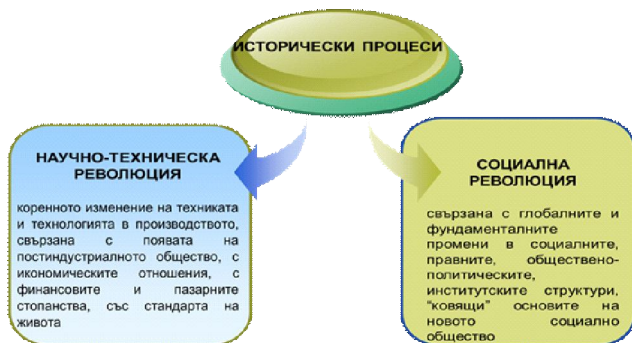 ИСТОРИЧЕСКИ ПРОЦЕСИ
НАУЧНО-ТЕХНИЧЕСКА
РЕВОЛЮЦИЯ
коренното изменение на техниката
и технологията в производството,
свързана с появата на
постиндустриалното общество, с
икономическите отношения, с
финансовите и пазарните
стопанства, със стандарта на
живота
СОЦИАЛНА
РЕВОЛЮЦИЯ
свързана с глобалните и
фундаменталните
промени в социалните,
правните, обществено-
политическите,
институтските структури,
"ковящи" основите на
новото социално
общество